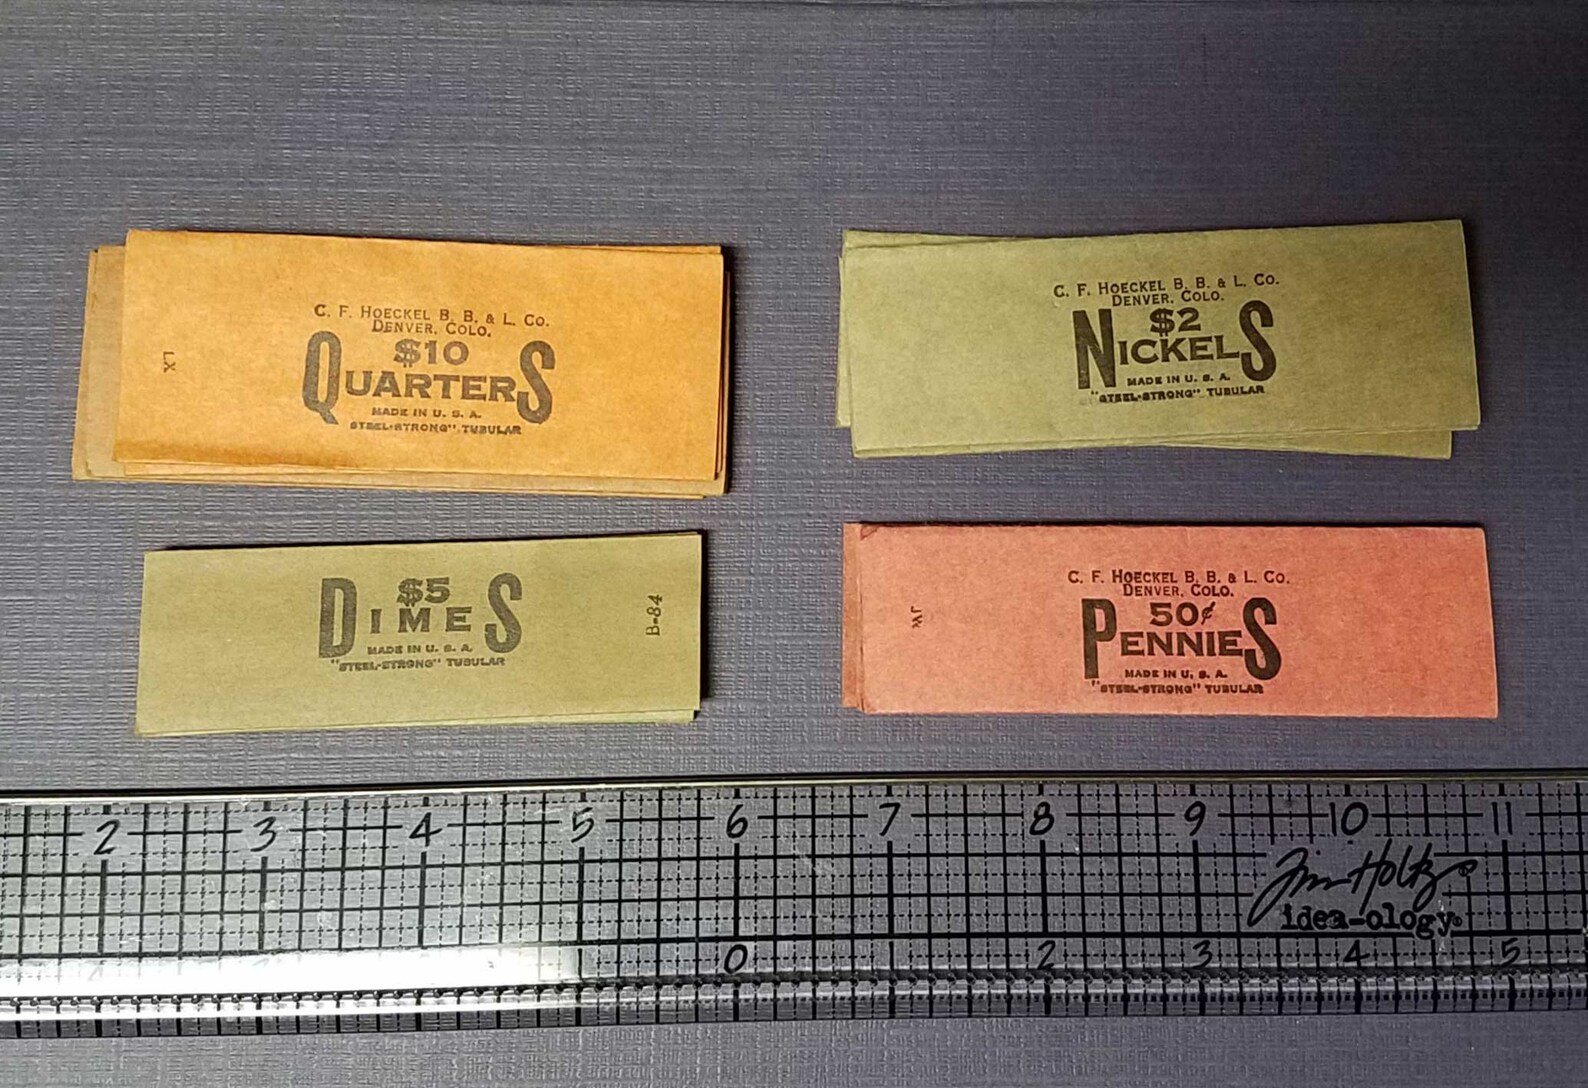 C. F. HOECKEL B. B. & L. CO.
DENVER, COLO.
$10
QUARTERS
MADE IN U. S. A.
STEEL-STRONG" TUBULAR
LX
C. F. HOECKEL B. B. & L. CO.
DENVER, COLO.
$2
NICKELS
MADE IN U. S. A.
"STEEL-STRONG" TUBULAR
$5
DIMES
MADE IN U. S. A.
"STEEL-STRONG" TUBULAR
B-84
C. F. HOECKEL B. B. & L. CO.
DENVER, COLO.
50¢
PENNIES
MADE IN U. S. A.
"STEEL-STRONG" TUBULAR
2 3 4 5 6 7 8 9 10 11
Tim Holtz®
idea-ology®
0 2 3 4 5